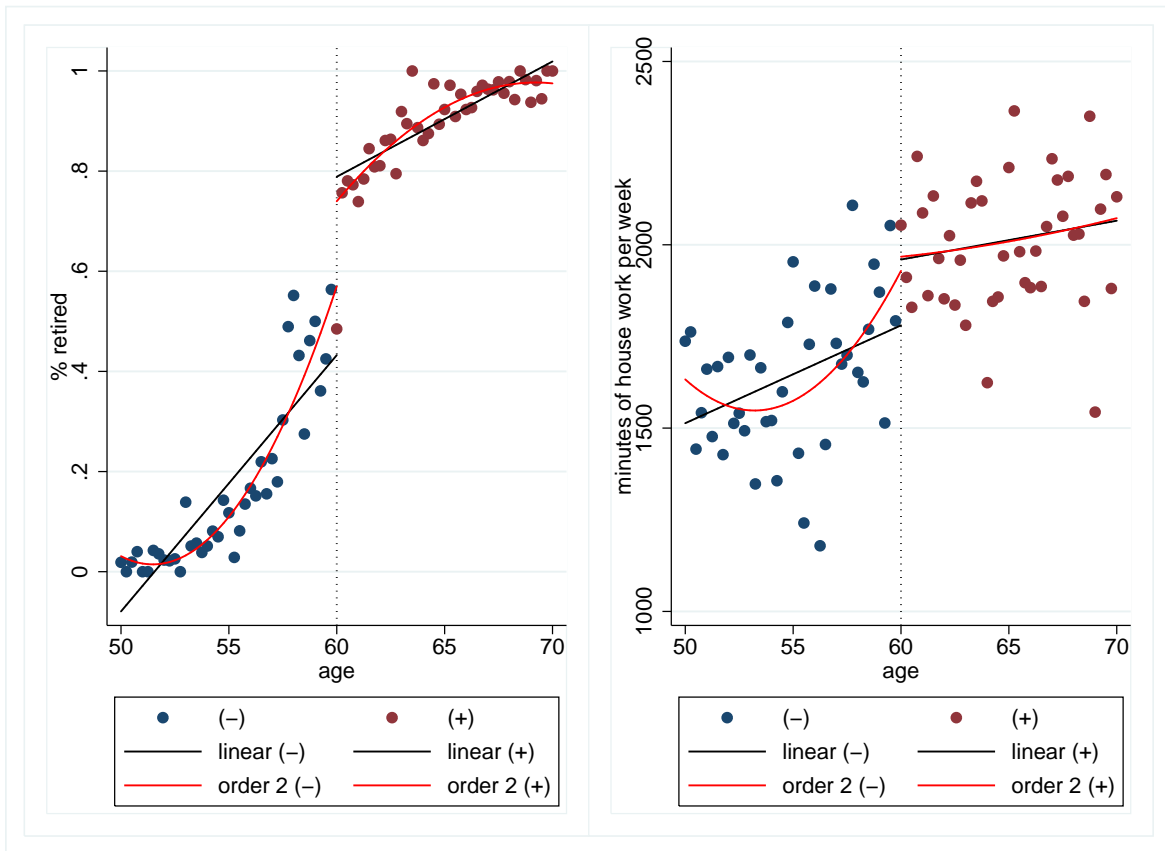 % retired
0
.2
.4
.6
.8
1
50
55
60
65
70
age
(−)
(+)
linear (−)
linear (+)
order 2 (−)
order 2 (+)
minutes of house work per week
1000
1500
2000
2500
50
55
60
65
70
age
(−)
(+)
linear (−)
linear (+)
order 2 (−)
order 2 (+)